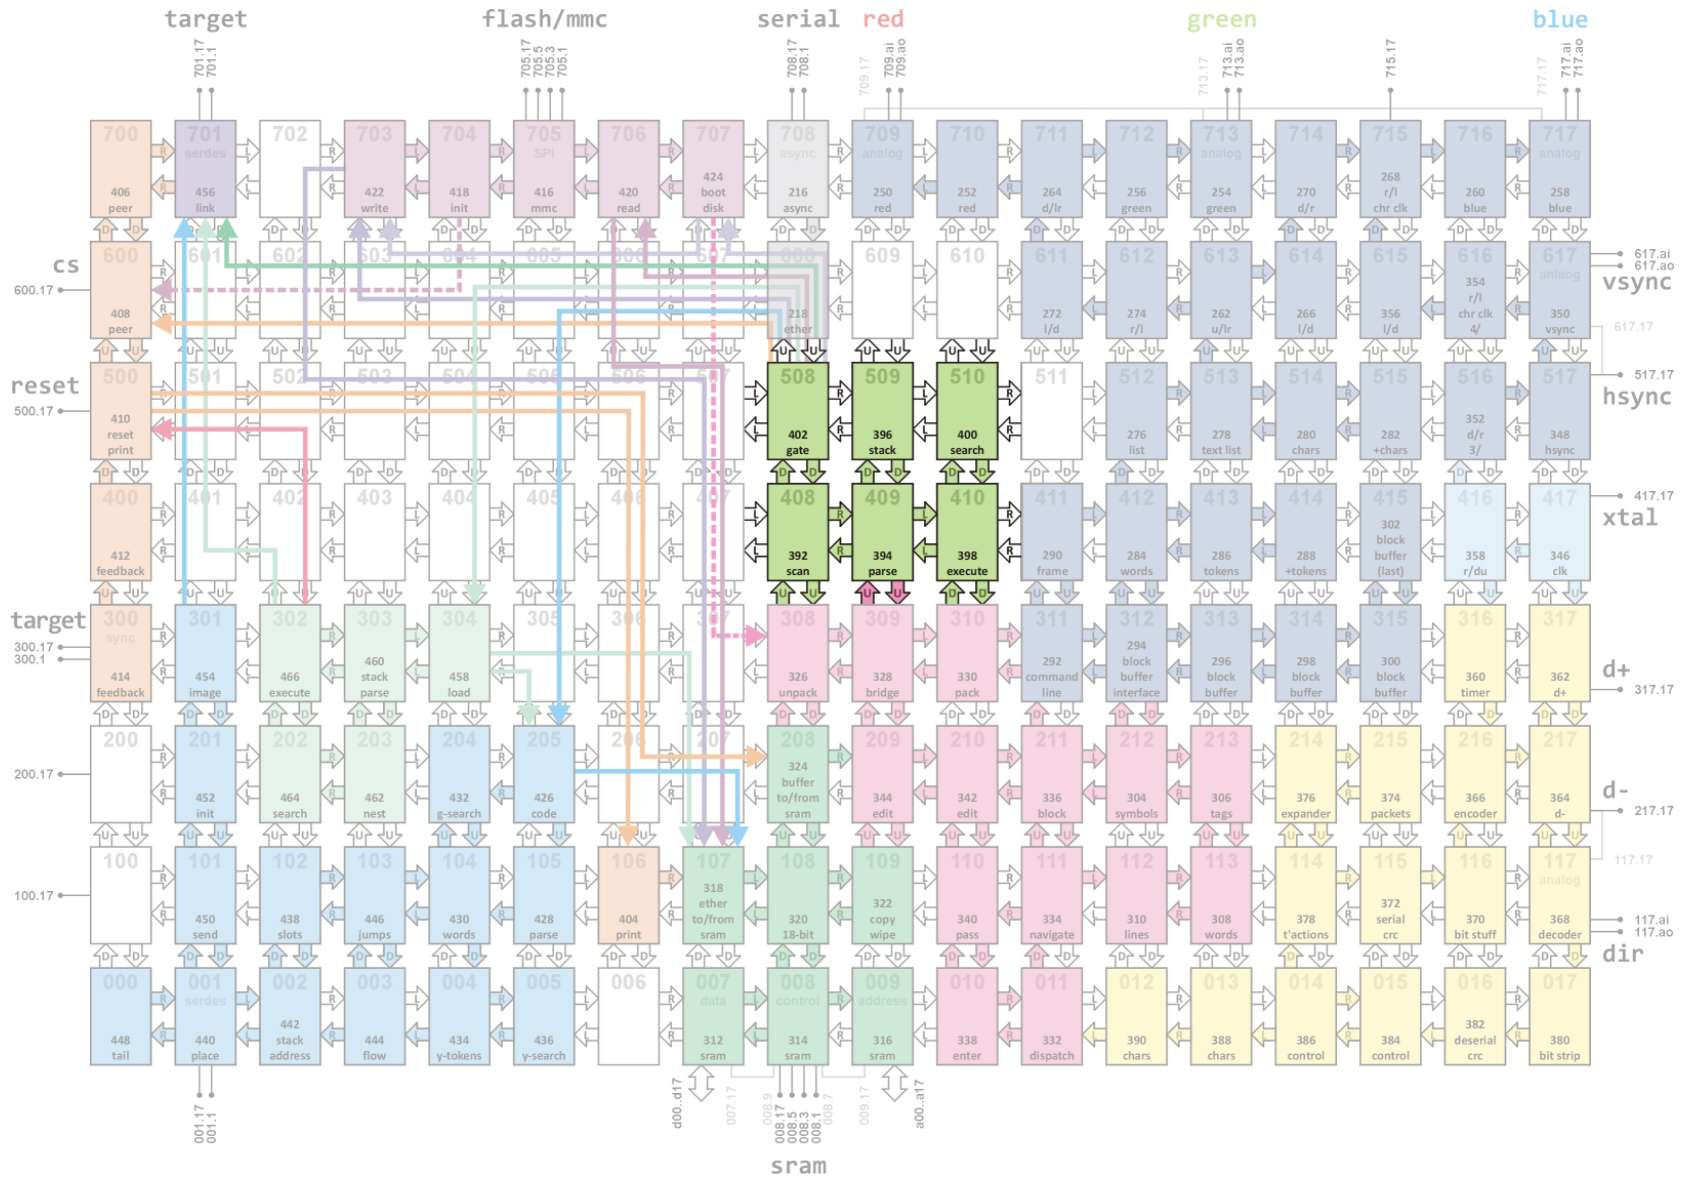 target flash/mmc serial red green blue
701.17 701.1 705.17 705.5 705.3 705.1 708.17 708.1 709.17 709.ai 709.ao 713.17 713.ai 713.ao 715.17 717.17 717.ai 717.ao
700 701 702 703 704 705 706 707 708 709 710 711 712 713 714 715 716 717
serdes SPI async analog analog analog
406 peer
456 link
422 write
418 init
416 mmc
420 read
424 boot disk
216 async
250 red
252 red
264 d/lr
256 green
254 green
270 d/r
268 r/l chr clk
260 blue
258 blue
cs
600.17
600 601 602 603 604 605 606 607 608 609 610 611 612 613 614 615 616 617
anlaog
408 peer
218 ether
272 l/d
274 r/l
262 u/lr
266 l/d
356 l/d
354 r/l chr clk 4/
350 vsync
617.ai
617.ao
vsync
617.17
reset
500.17
500 501 502 503 504 505 506 507 508 509 510 511 512 513 514 515 516 517
410 reset print
402 gate
396 stack
400 search
276 list
278 text list
280 chars
282 +chars
352 d/r 3/
348 hsync
517.17
hsync
400 401 402 403 404 405 406 407 408 409 410 411 412 413 414 415 416 417
412 feedback
392 scan
394 parse
398 execute
290 frame
284 words
286 tokens
288 +tokens
302 block buffer (last)
358 r/du
346 clk
417.17
xtal
target
300.17
300.1
300 301 302 303 304 305 306 307 308 309 310 311 312 313 314 315 316 317
sync
414 feedback
454 image
466 execute
460 stack parse
458 load
326 unpack
328 bridge
330 pack
292 command line
294 block buffer interface
296 block buffer
298 block buffer
300 block buffer
360 timer
362 d+
d+
317.17
200.17
200 201 202 203 204 205 206 207 208 209 210 211 212 213 214 215 216 217
452 init
464 search
462 nest
432 g-search
426 code
324 buffer to/from sram
344 edit
342 edit
336 block
304 symbols
306 tags
376 expander
374 packets
366 encoder
364 d-
d-
217.17
117.17
100.17
100 101 102 103 104 105 106 107 108 109 110 111 112 113 114 115 116 117
analog
450 send
438 slots
446 jumps
430 words
428 parse
404 print
318 ether to/from sram
320 18-bit
322 copy wipe
340 pass
334 navigate
310 lines
308 words
378 t'actions
372 serial crc
370 bit stuff
368 decoder
117.ai
117.ao
dir
000 001 002 003 004 005 006 007 008 009 010 011 012 013 014 015 016 017
serdes data control address
448 tail
440 place
442 stack address
444 flow
434 y-tokens
436 y-search
312 sram
314 sram
316 sram
338 enter
332 dispatch
390 chars
388 chars
386 control
384 control
382 deserial crc
380 bit strip
001.17 001.1 d00..d17 007.17 008.9 008.17 008.5 008.3 008.1 008.7 009.17 a00..a17
sram